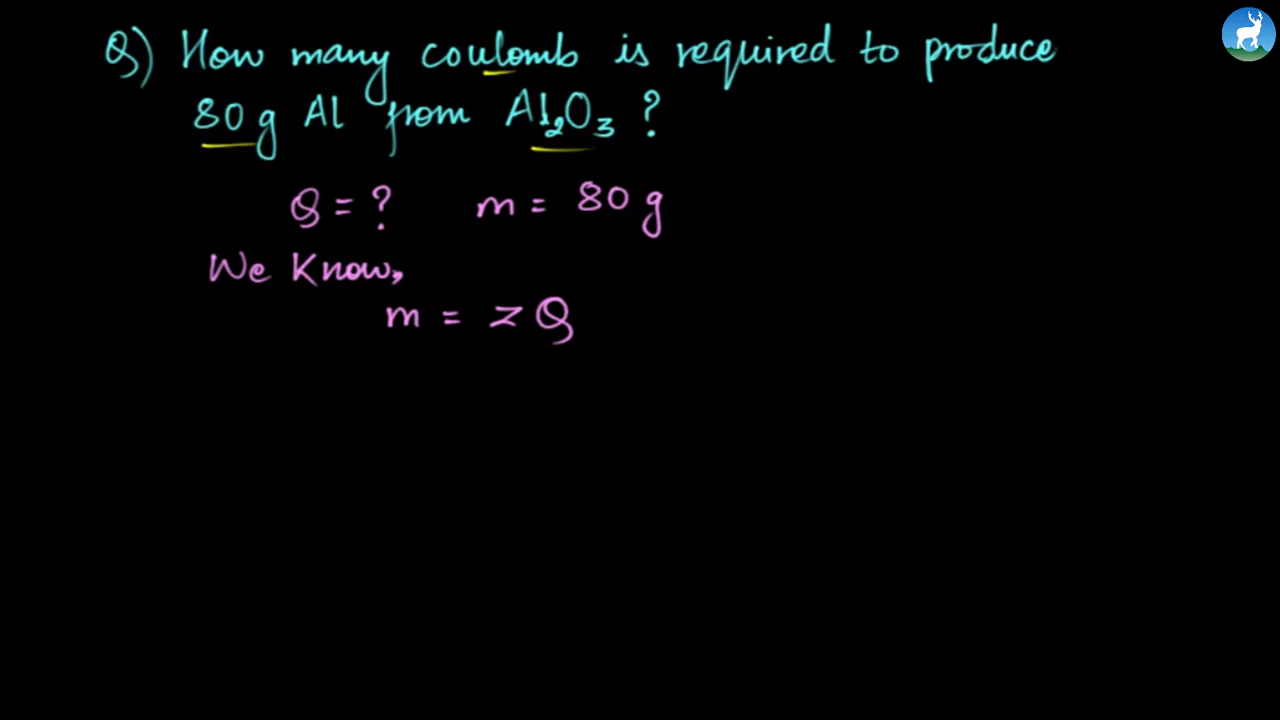 Q) How many coulomb is required to produce
80g Al from Al₂O₃ ?
Q = ? m = 80 g
We Know,
m = z Q